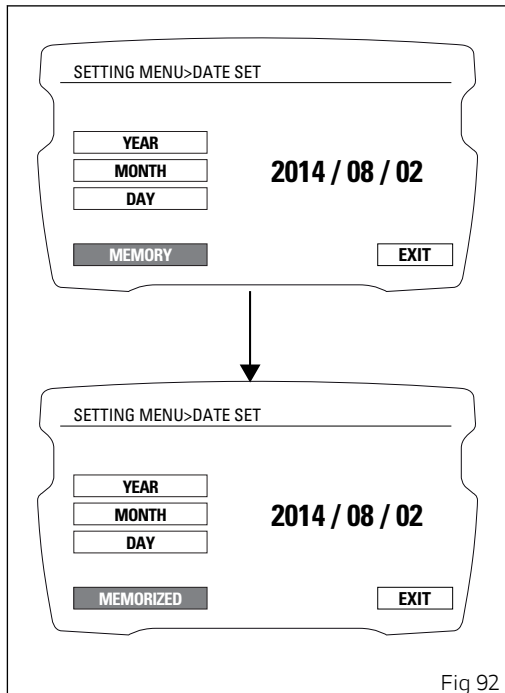 SETTING MENU>DATE SET
YEAR
MONTH
2014 / 08 / 02
DAY
MEMORY
EXIT
SETTING MENU>DATE SET
YEAR
MONTH
2014 / 08 / 02
DAY
MEMORIZED
EXIT
Fig 92